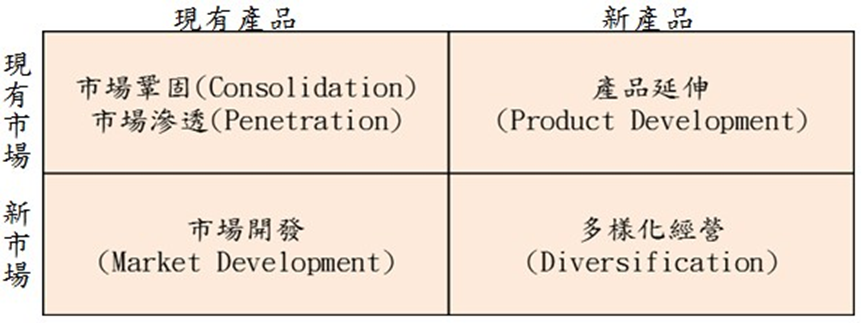 現有產品
新產品
現有市場
市場鞏固(Consolidation)
市場滲透(Penetration)
產品延伸
(Product Development)
新市場
市場開發
(Market Development)
多樣化經營
(Diversification)